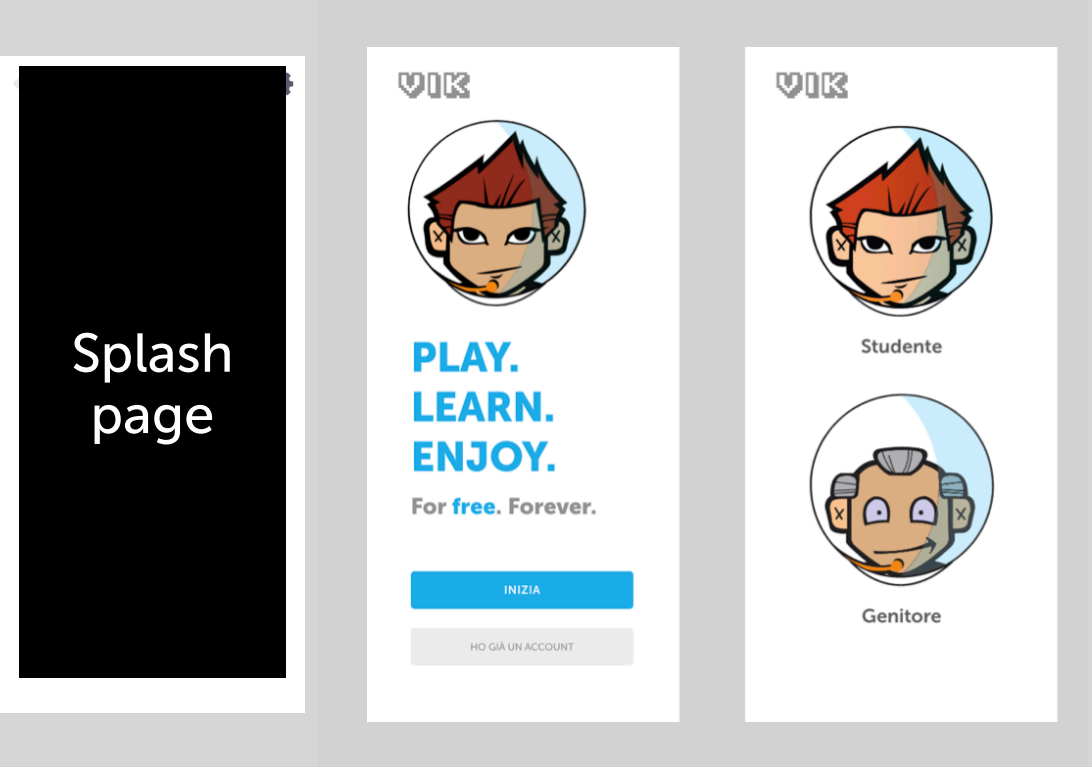 Splash
page
VIK
PLAY.
LEARN.
ENJOY.
For free. Forever.
INIZIA
HO GIÀ UN ACCOUNT
VIK
Studente
Genitore